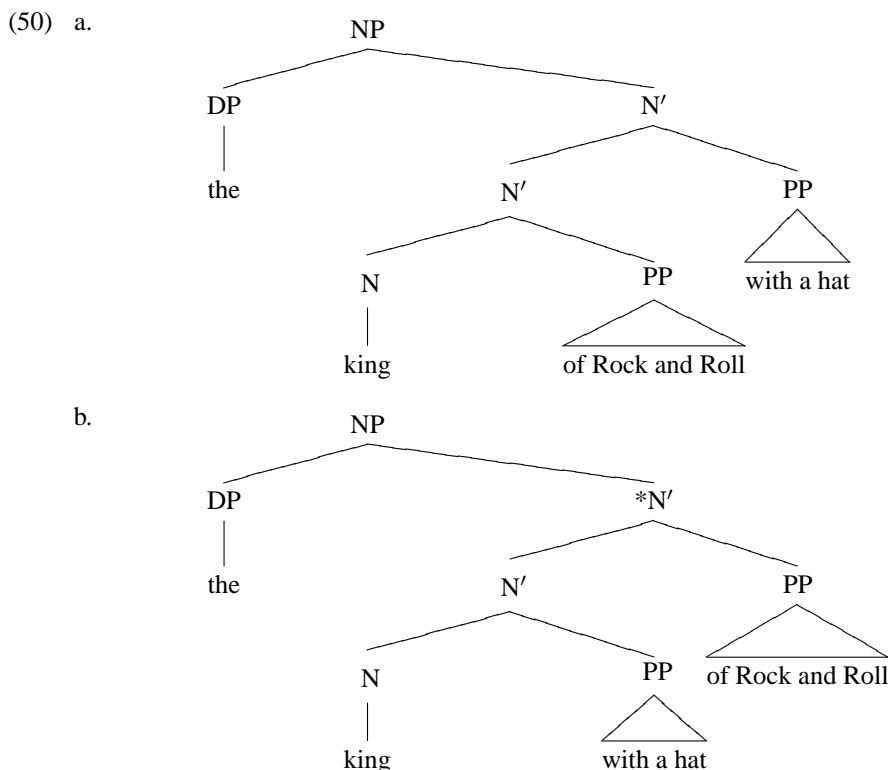 (50) a. NP
DP N′
the N′ PP
N PP with a hat
king of Rock and Roll
b. NP
DP *N′
the N′ PP
N PP of Rock and Roll
king with a hat